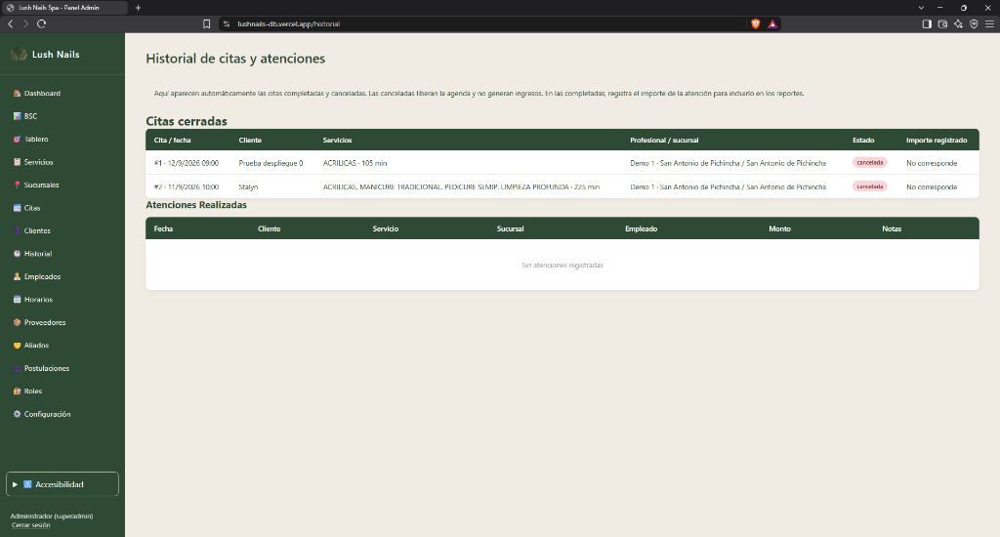 Lush Nails Spa - Panel Admin
lushnails-db.vercel.app/historial
Lush Nails
Dashboard
BSC
Tablero
Servicios
Sucursales
Citas
Clientes
Historial
Empleados
Horarios
Proveedores
Aliados
Postulaciones
Roles
Configuración
Accesibilidad
Administrador (superadmin)
Cerrar sesión
Historial de citas y atenciones
Aquí aparecen automáticamente las citas completadas y canceladas. Las canceladas liberan la agenda y no generan ingresos. En las completadas, registra el importe de la atención para incluirlo en los reportes.
Citas cerradas
Cita / fecha Cliente Servicios Profesional / sucursal Estado Importe registrado
#1 · 12/9/2026 09:00 Prueba despliegue 0 ACRILICAS · 105 min Demo 1 · San Antonio de Pichincha / San Antonio de Pichincha cancelada No corresponde
#2 · 11/9/2026 10:00 Stalyn ACRILICAS, MANICURE TRADICIONAL, PEDICURE SEMIP, LIMPIEZA PROFUNDA · 225 min Demo 1 · San Antonio de Pichincha / San Antonio de Pichincha cancelada No corresponde
Atenciones Realizadas
Fecha Cliente Servicio Sucursal Empleado Monto Notas
Sin atenciones registradas